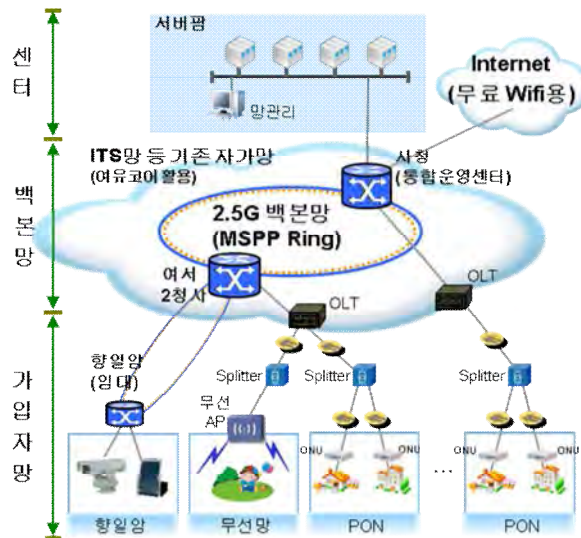 센터
서버팜
망관리
Internet
(무료 Wifi용)
백본망
ITS망 등 기존 자가망
(여유코어 활용)
시청
(통합운영센터)
2.5G 백본망
(MSPP Ring)
여서
2청사
OLT
OLT
가입자망
향일암
(임대)
Splitter
Splitter
Splitter
무선
AP
ONU
ONU
ONU
ONU
...
향일암
무선망
PON
PON